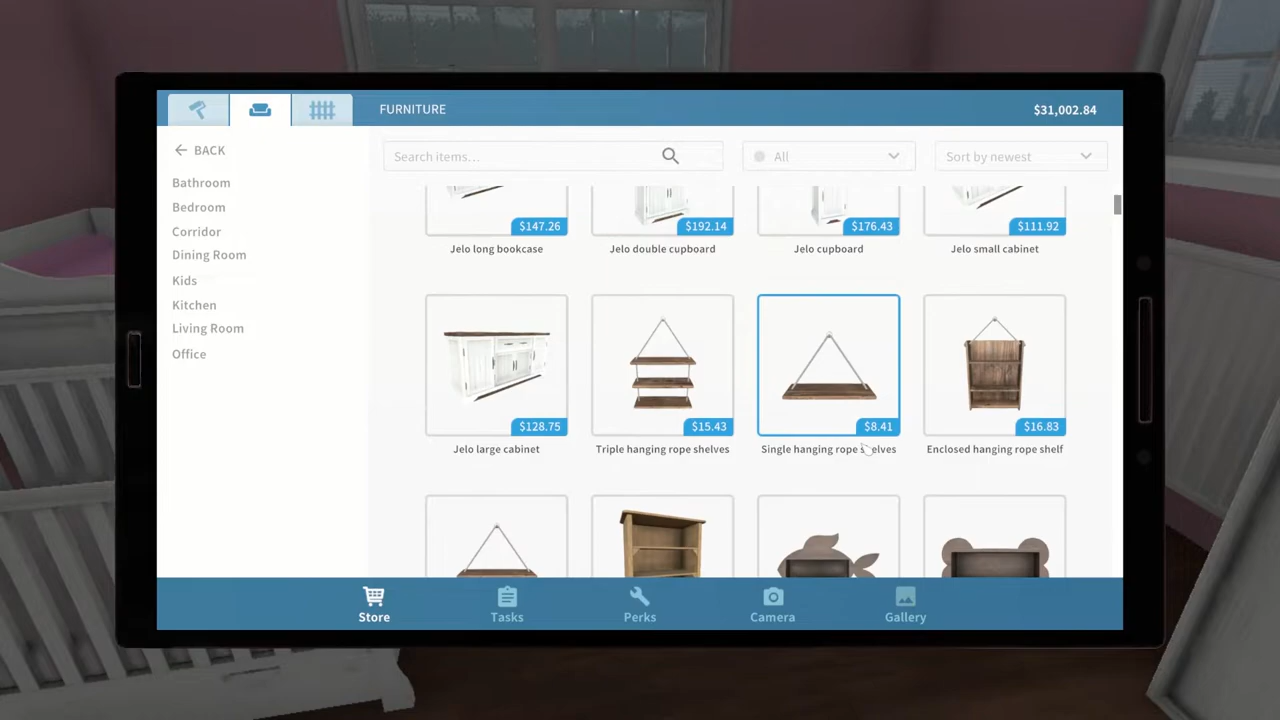 FURNITURE
$31,002.84
BACK
Search items...
All
Sort by newest
Bathroom
Bedroom
Corridor
Dining Room
Kids
Kitchen
Living Room
Office
$147.26
$192.14
$176.43
$111.92
Jelo long bookcase
Jelo double cupboard
Jelo cupboard
Jelo small cabinet
$128.75
$15.43
$8.41
$16.83
Jelo large cabinet
Triple hanging rope shelves
Single hanging rope shelves
Enclosed hanging rope shelf
Store
Tasks
Perks
Camera
Gallery